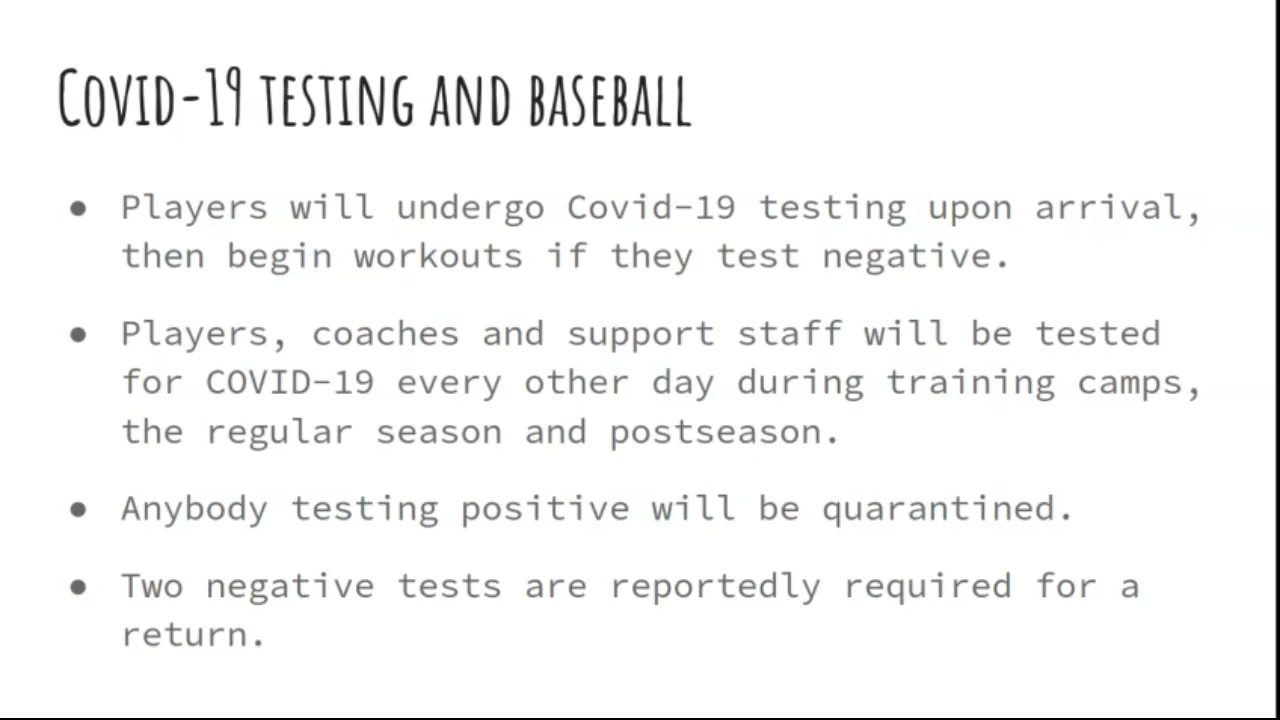 Covid-19 testing and baseball
● Players will undergo Covid-19 testing upon arrival,
then begin workouts if they test negative.
● Players, coaches and support staff will be tested
for COVID-19 every other day during training camps,
the regular season and postseason.
● Anybody testing positive will be quarantined.
● Two negative tests are reportedly required for a
return.